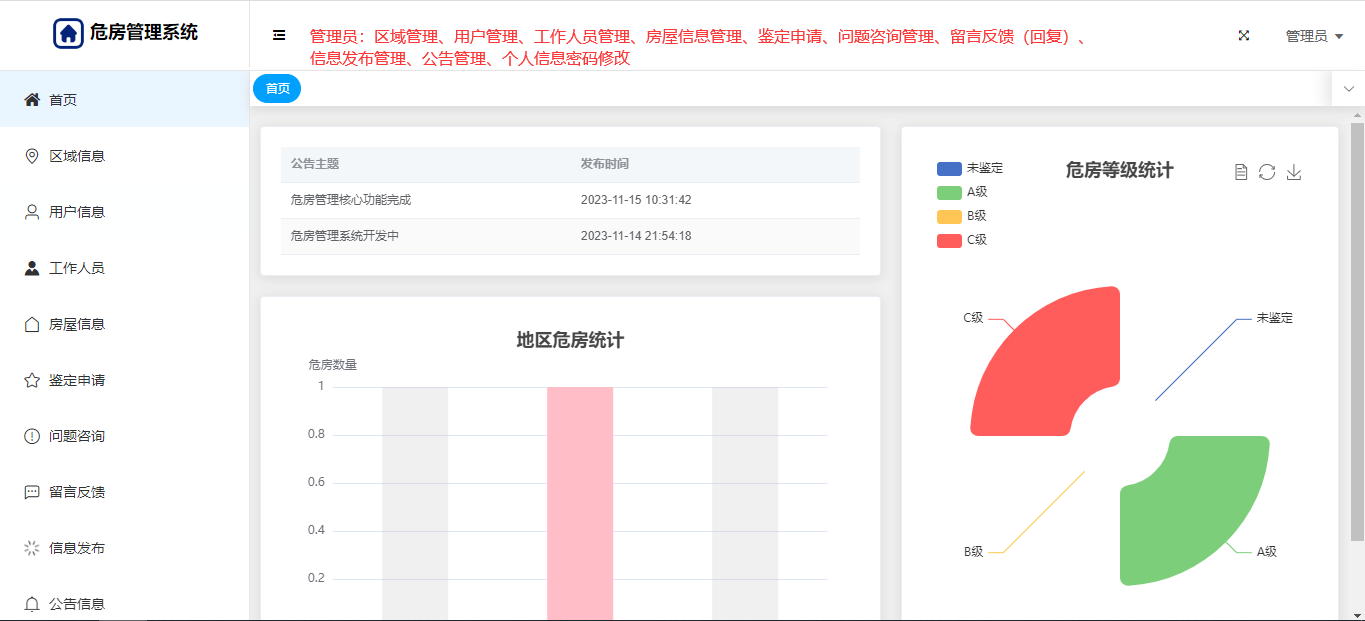 危房管理系统
管理员：区域管理、用户管理、工作人员管理、房屋信息管理、鉴定申请、问题咨询管理、留言反馈（回复）、
信息发布管理、公告管理、个人信息密码修改
管理员
首页
首页
区域信息
用户信息
工作人员
房屋信息
鉴定申请
问题咨询
留言反馈
信息发布
公告信息
公告主题 发布时间
危房管理核心功能完成 2023-11-15 10:31:42
危房管理系统开发中 2023-11-14 21:54:18
地区危房统计
危房数量
1
0.8
0.6
0.4
0.2
危房等级统计
未鉴定
A级
B级
C级
C级
未鉴定
B级
A级